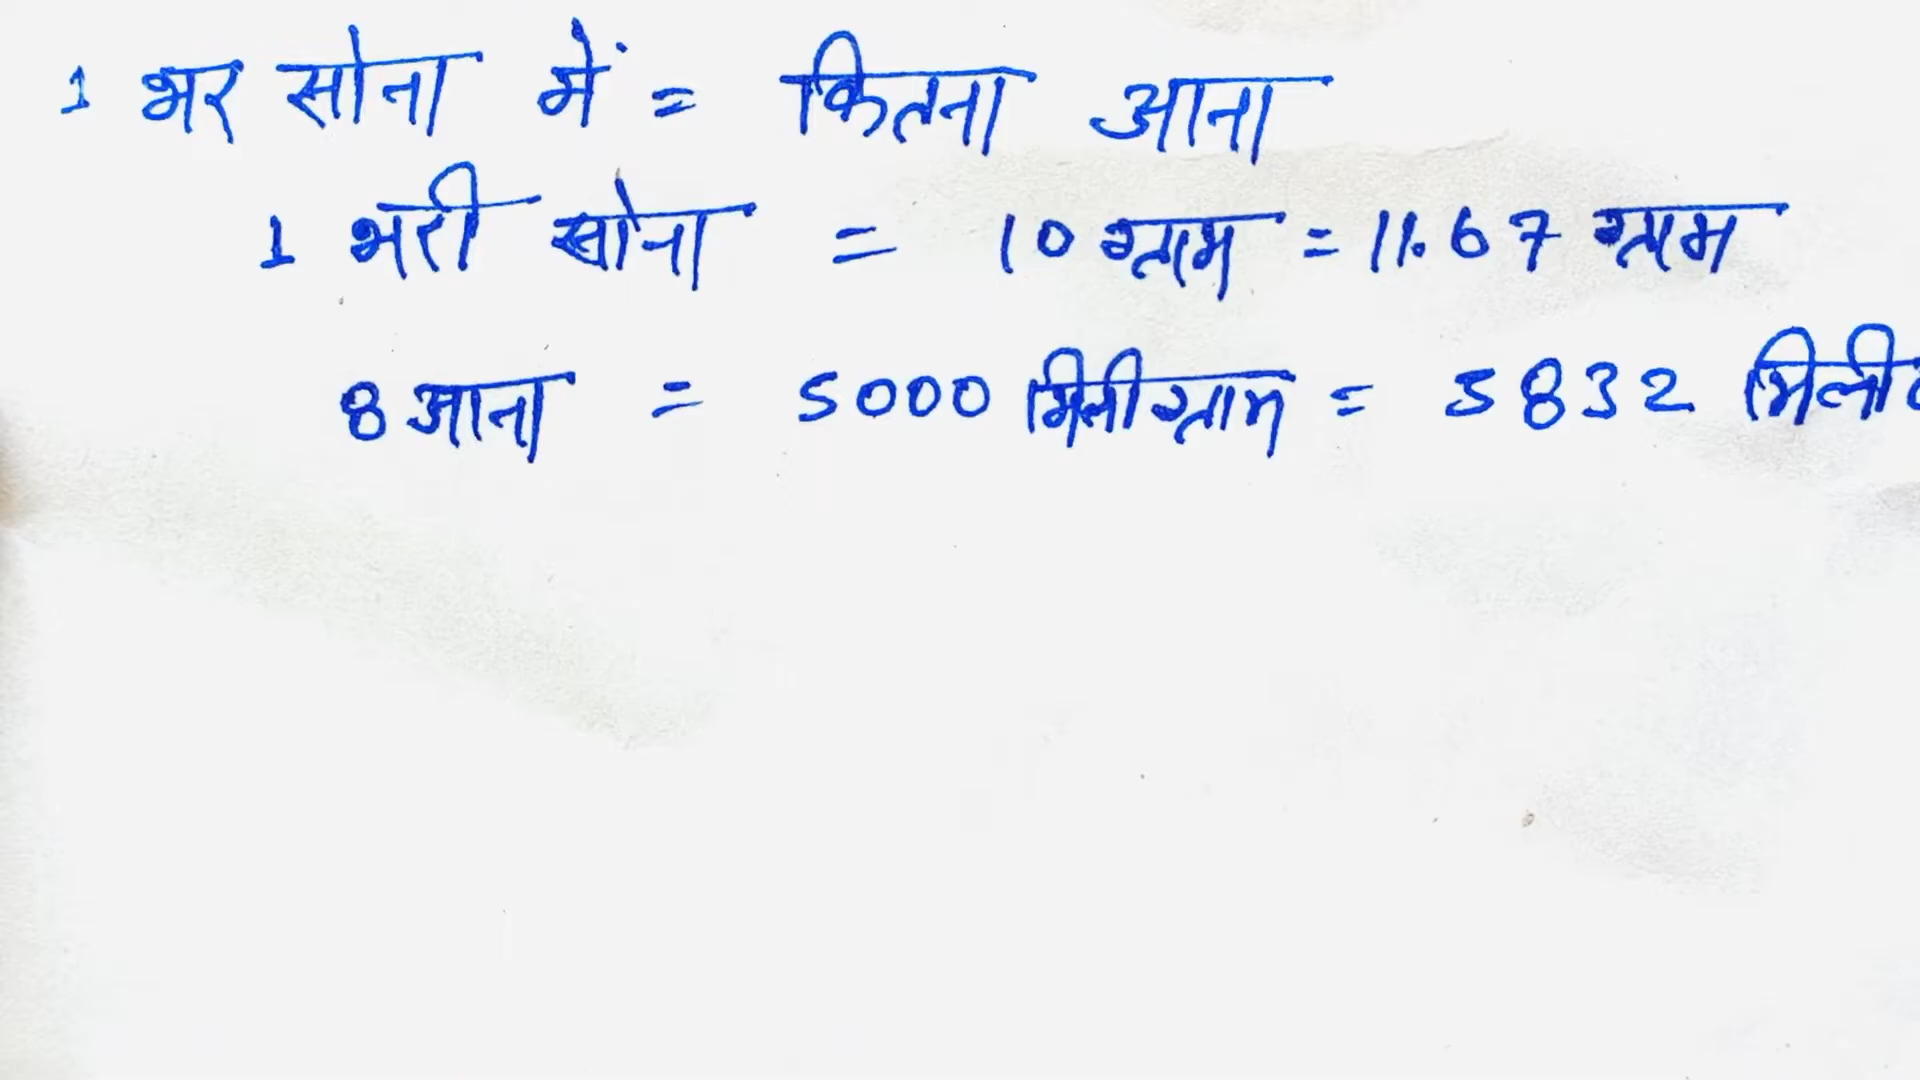 1 भर सोना में = कितना आना
1 भरी सोना = 10 ग्राम = 11.67 ग्राम
8 आना = 5000 मिलीग्राम = 5832 मिली